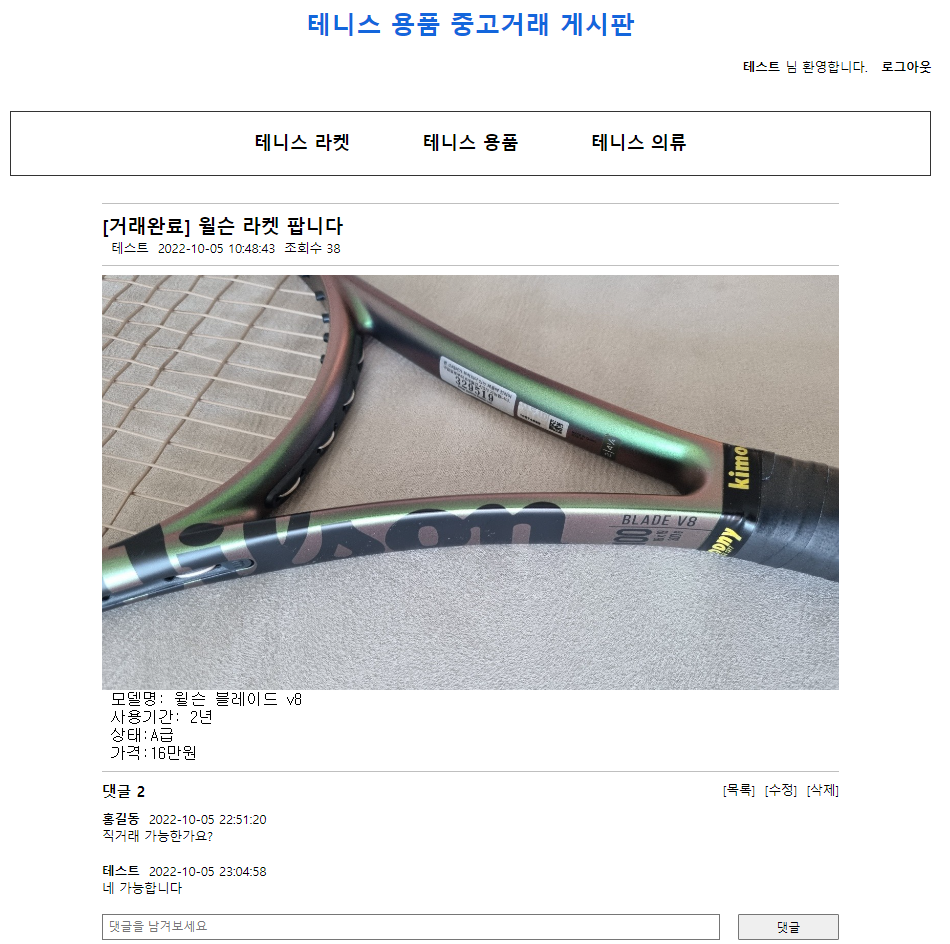 테니스 용품 중고거래 게시판
테스트 님 환영합니다. 로그아웃
테니스 라켓 테니스 용품 테니스 의류
[거래완료] 윌슨 라켓 팝니다
테스트 2022-10-05 10:48:43 조회수 38
329510
kimo
Wilson
BLADE V8
100
mony
모델명: 윌슨 블레이드 v8
사용기간: 2년
상태:A급
가격:16만원
댓글 2 [목록] [수정] [삭제]
홍길동 2022-10-05 22:51:20
직거래 가능한가요?
테스트 2022-10-05 23:04:58
네 가능합니다
댓글을 남겨보세요 댓글